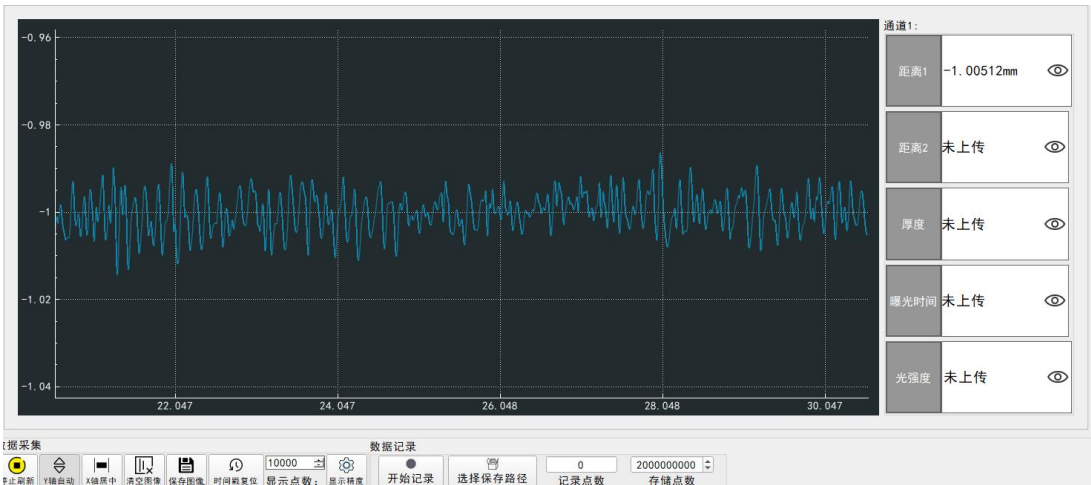 通道1:
-0.96
-0.98
-1
-1.02
-1.04
22.047
24.047
26.048
28.048
30.047
距离1 -1.00512mm
距离2 未上传
厚度 未上传
曝光时间 未上传
光强度 未上传
据采集
数据记录
停止刷新
Y轴自动
X轴居中
清空图像
保存图像
时间戳复位
10000
显示点数:
显示精度
开始记录
选择保存路径
0
记录点数
2000000000
存储点数